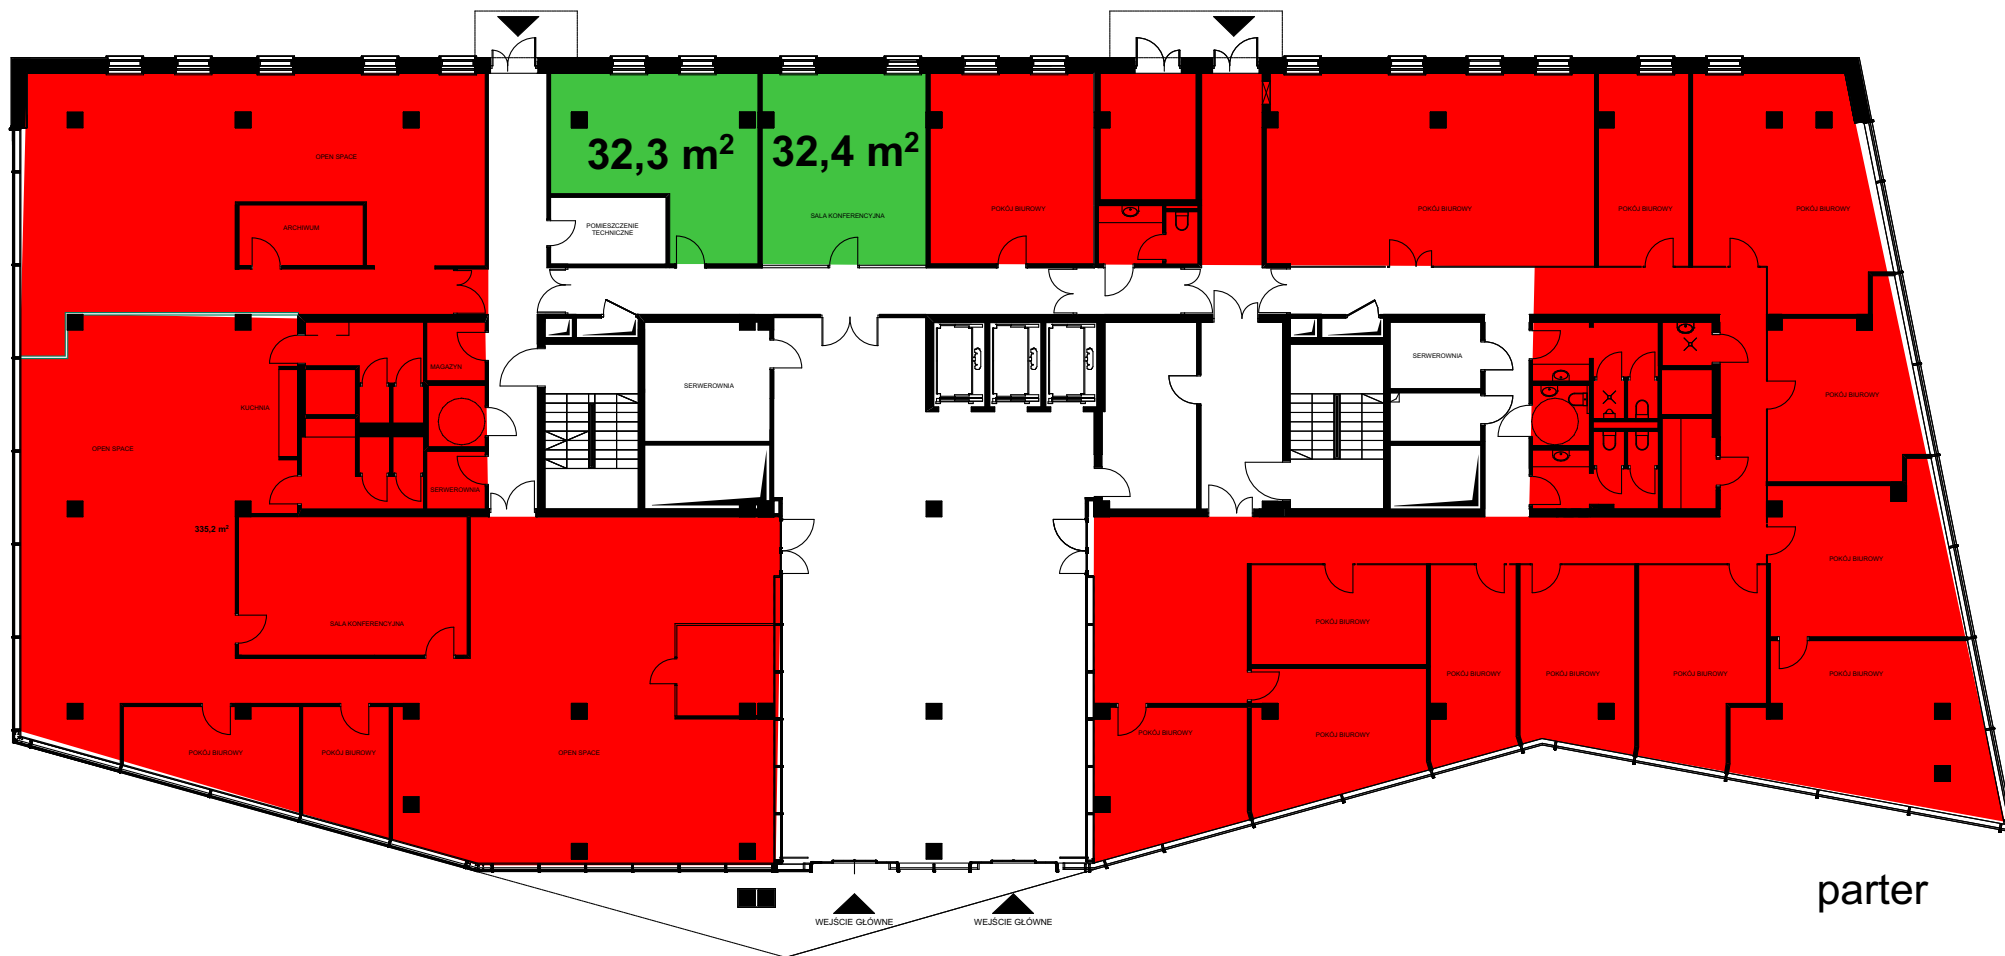 32,3 m²
32,4 m²
OPEN SPACE
ARCHIWUM
POMIESZCZENIE
TECHNICZNE
SALA KONFERENCYJNA
POKÓJ BIUROWY
POKÓJ BIUROWY
POKÓJ BIUROWY
POKÓJ BIUROWY
MAGAZYN
KUCHNIA
OPEN SPACE
SERWEROWNIA
SERWEROWNIA
SERWEROWNIA
POKÓJ BIUROWY
335,2 m²
SALA KONFERENCYJNA
POKÓJ BIUROWY
POKÓJ BIUROWY
POKÓJ BIUROWY
POKÓJ BIUROWY
POKÓJ BIUROWY
POKÓJ BIUROWY
POKÓJ BIUROWY
POKÓJ BIUROWY
OPEN SPACE
POKÓJ BIUROWY
POKÓJ BIUROWY
WEJŚCIE GŁÓWNE
WEJŚCIE GŁÓWNE
parter